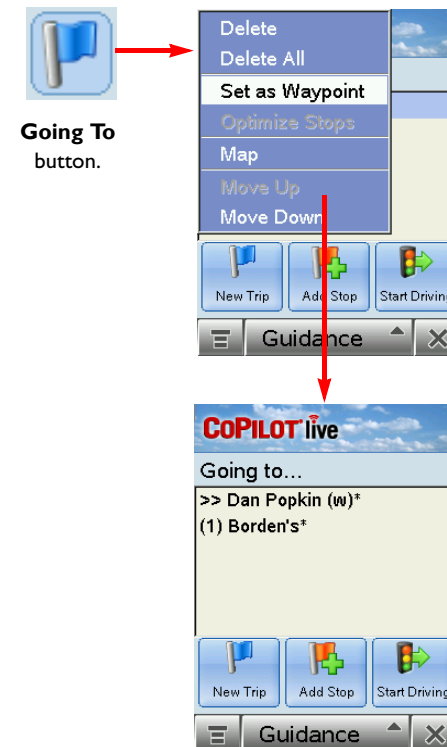 Going To
button.
Delete
Delete All
Set as Waypoint
Optimize Stops
Map
Move Up
Move Down
New Trip
Add Stop
Start Driving
Guidance
COPILOT live
Going to...
>> Dan Popkin (w)*
(1) Borden's*
New Trip
Add Stop
Start Driving
Guidance